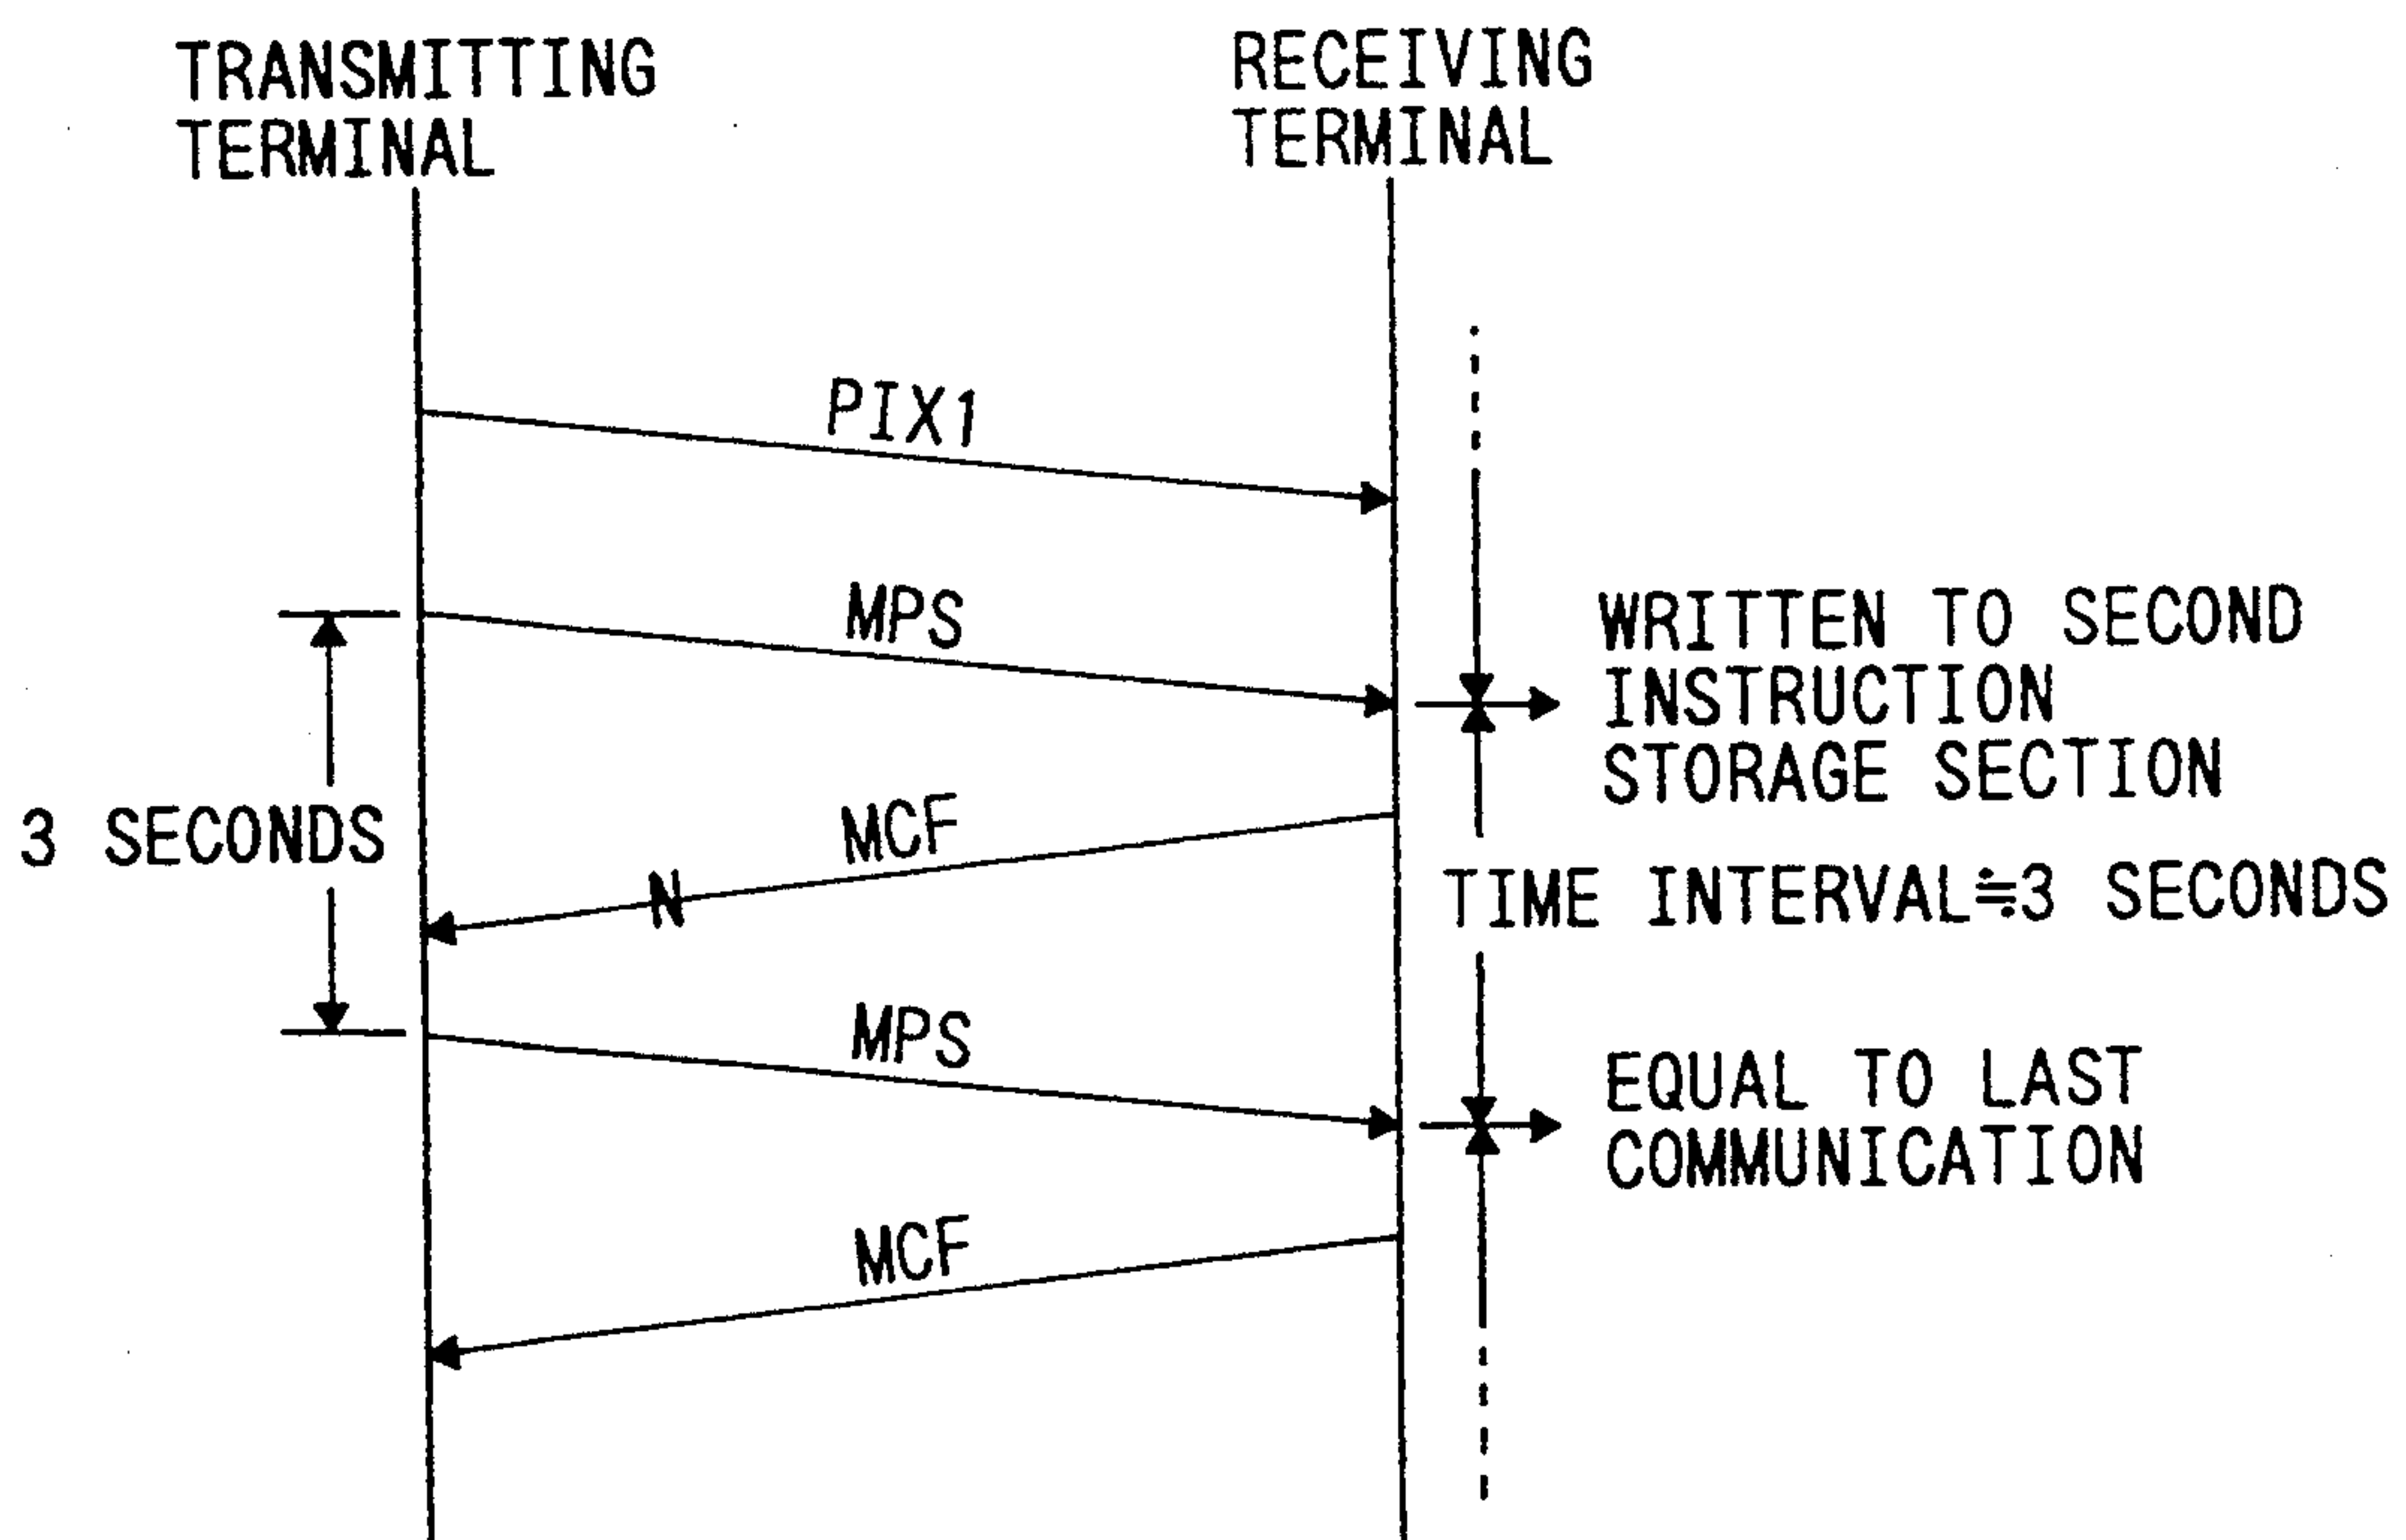 TRANSMITTING
TERMINAL
RECEIVING
TERMINAL
PIX1
MPS
WRITTEN TO SECOND
INSTRUCTION
STORAGE SECTION
MCF
3 SECONDS
N
TIME INTERVAL≒3 SECONDS
MPS
EQUAL TO LAST
COMMUNICATION
MCF